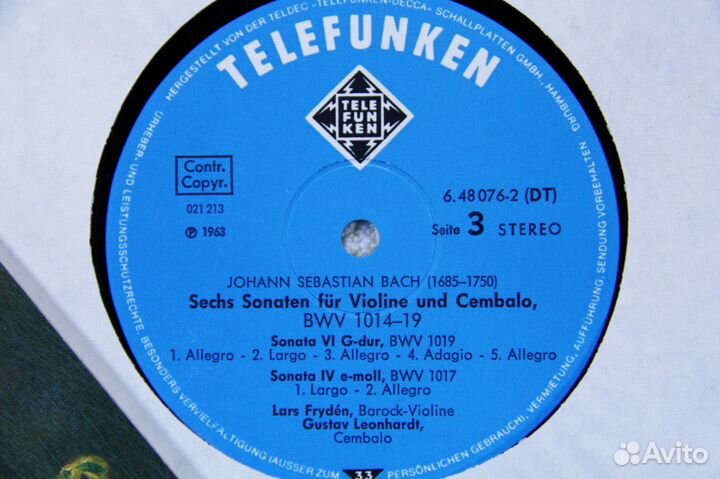 HERGESTELLT VON DER TELDEC »TELEFUNKEN-DECCA« SCHALLPLATTEN GMBH., HAMBURG
URHEBER- UND LEISTUNGSSCHUTZRECHTE. BESONDERS VERVIELFÄLTIGUNG (AUSSER ZUM PERSÖNLICHEN GEBRAUCH), VERMIETUNG, AUFFÜHRUNG, SENDUNG VORBEHALTEN.
TELEFUNKEN
TELE
FUN
KEN
Contr.
Copyr.
021 213
℗ 1963
6.48076-2 (DT)
Seite 3 STEREO
JOHANN SEBASTIAN BACH (1685–1750)
Sechs Sonaten für Violine und Cembalo,
BWV 1014–19
Sonata VI G-dur, BWV 1019
1. Allegro - 2. Largo - 3. Allegro - 4. Adagio - 5. Allegro
Sonata IV e-moll, BWV 1017
1. Largo - 2. Allegro
Lars Frydén, Barock-Violine
Gustav Leonhardt,
Cembalo
33
Avito